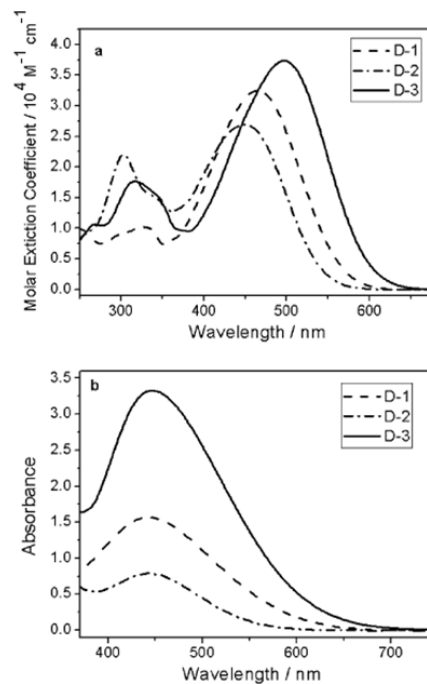 a
D-1
D-2
D-3
Molar Extiction Coefficient / 10⁴ M⁻¹ cm⁻¹
4.0
3.5
3.0
2.5
2.0
1.5
1.0
0.5
0.0
300 400 500 600
Wavelength / nm
b
D-1
D-2
D-3
Absorbance
3.5
3.0
2.5
2.0
1.5
1.0
0.5
0.0
400 500 600 700
Wavelength / nm